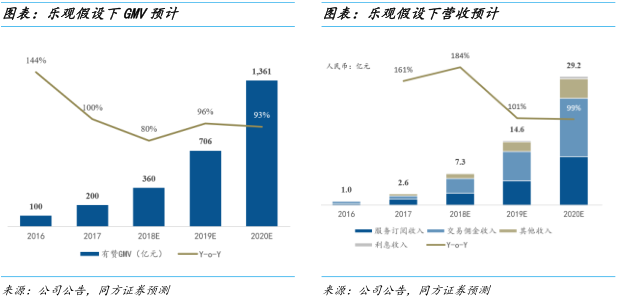 图表：乐观假设下 GMV 预计
144%
100%
80%
96%
93%
100
200
360
706
1,361
2016
2017
2018E
2019E
2020E
有赞GMV（亿元）
Y-o-Y
来源：公司公告，同方证券预测
图表：乐观假设下营收预计
人民币：亿元
161%
184%
101%
99%
1.0
2.6
7.3
14.6
29.2
2016
2017
2018E
2019E
2020E
服务订阅收入
交易佣金收入
其他收入
利息收入
Y-o-Y
来源：公司公告，同方证券预测